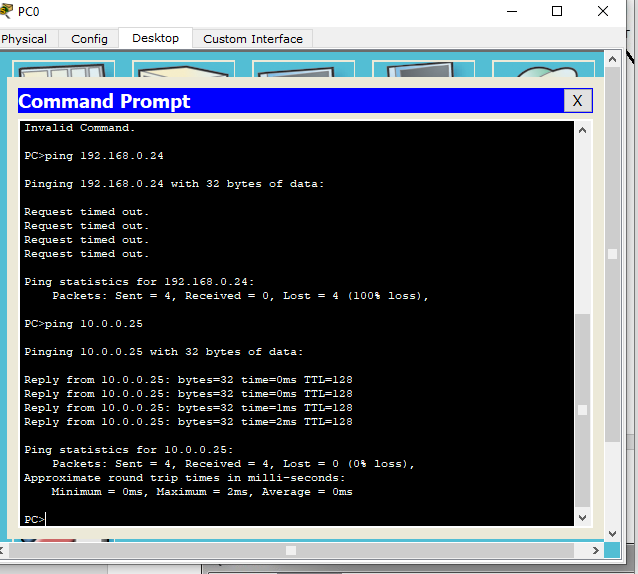 PC0
Physical Config Desktop Custom Interface
Command Prompt X
Invalid Command.
PC>ping 192.168.0.24
Pinging 192.168.0.24 with 32 bytes of data:
Request timed out.
Request timed out.
Request timed out.
Request timed out.
Ping statistics for 192.168.0.24:
Packets: Sent = 4, Received = 0, Lost = 4 (100% loss),
PC>ping 10.0.0.25
Pinging 10.0.0.25 with 32 bytes of data:
Reply from 10.0.0.25: bytes=32 time=0ms TTL=128
Reply from 10.0.0.25: bytes=32 time=0ms TTL=128
Reply from 10.0.0.25: bytes=32 time=1ms TTL=128
Reply from 10.0.0.25: bytes=32 time=2ms TTL=128
Ping statistics for 10.0.0.25:
Packets: Sent = 4, Received = 4, Lost = 0 (0% loss),
Approximate round trip times in milli-seconds:
Minimum = 0ms, Maximum = 2ms, Average = 0ms
PC>